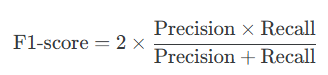 F1-score = 2 × Precision × Recall / Precision + Recall